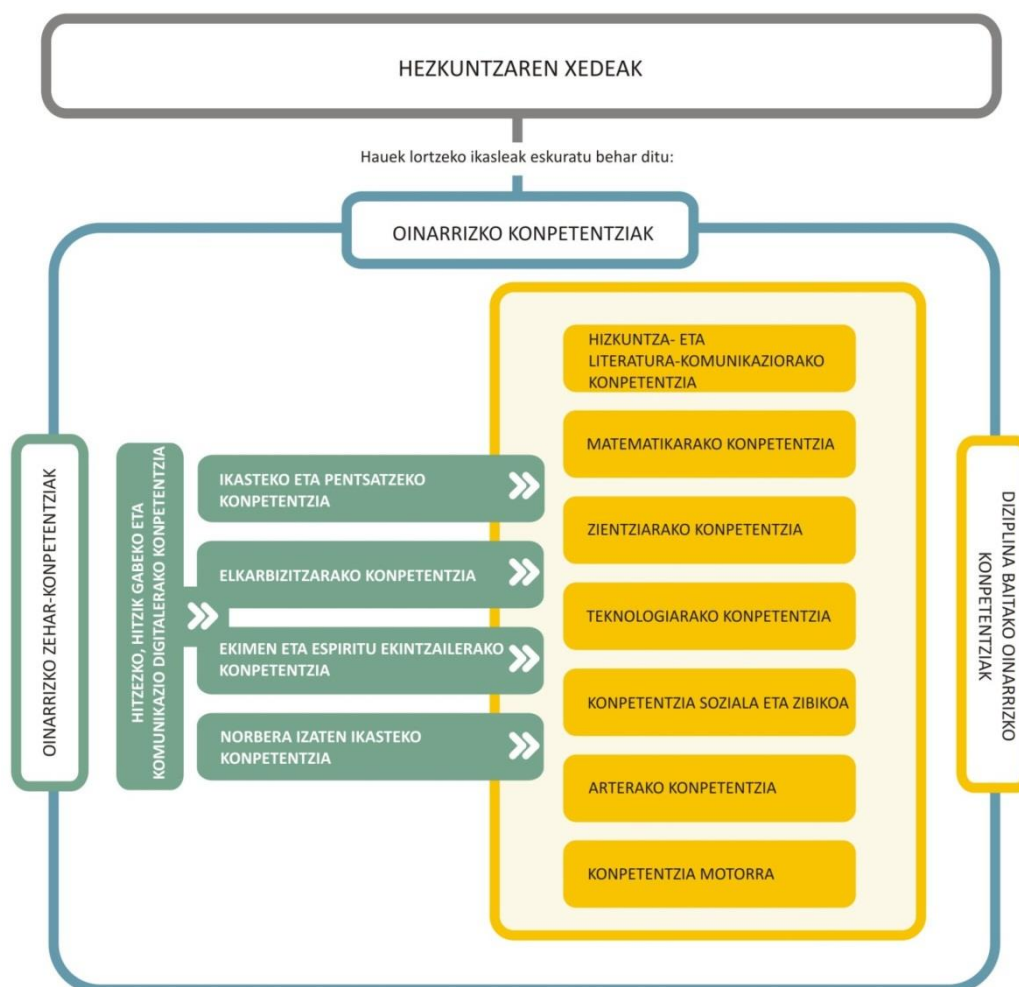 HEZKUNTZAREN XEDEAK
Hauek lortzeko ikasleak eskuratu behar ditu:
OINARRIZKO KONPETENTZIAK
OINARRIZKO ZEHAR-KONPETENTZIAK
HITZEZKO, HITZIK GABEKO ETA
KOMUNIKAZIO DIGITALERAKO KONPETENTZIA
IKASTEKO ETA PENTSATZEKO
KONPETENTZIA
ELKARBIZITZARAKO KONPETENTZIA
EKIMEN ETA ESPIRITU EKINTZAILERAKO
KONPETENTZIA
NORBERA IZATEN IKASTEKO
KONPETENTZIA
HIZKUNTZA- ETA
LITERATURA-KOMUNIKAZIORAKO
KONPETENTZIA
MATEMATIKARAKO KONPETENTZIA
ZIENTZIARAKO KONPETENTZIA
TEKNOLOGIARAKO KONPETENTZIA
KONPETENTZIA SOZIALA ETA ZIBIKOA
ARTERAKO KONPETENTZIA
KONPETENTZIA MOTORRA
DIZIPLINA BAITAKO OINARRIZKO
KONPETENTZIAK